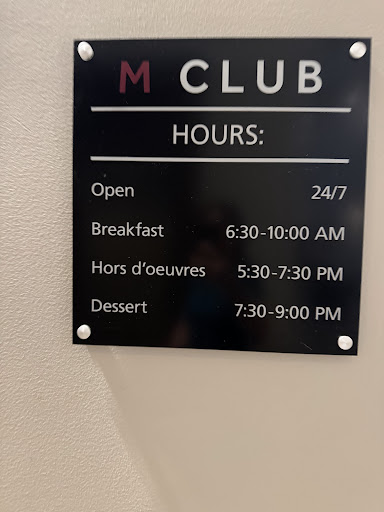 M CLUB
HOURS:
Open 24/7
Breakfast 6:30-10:00 AM
Hors d'oeuvres 5:30-7:30 PM
Dessert 7:30-9:00 PM